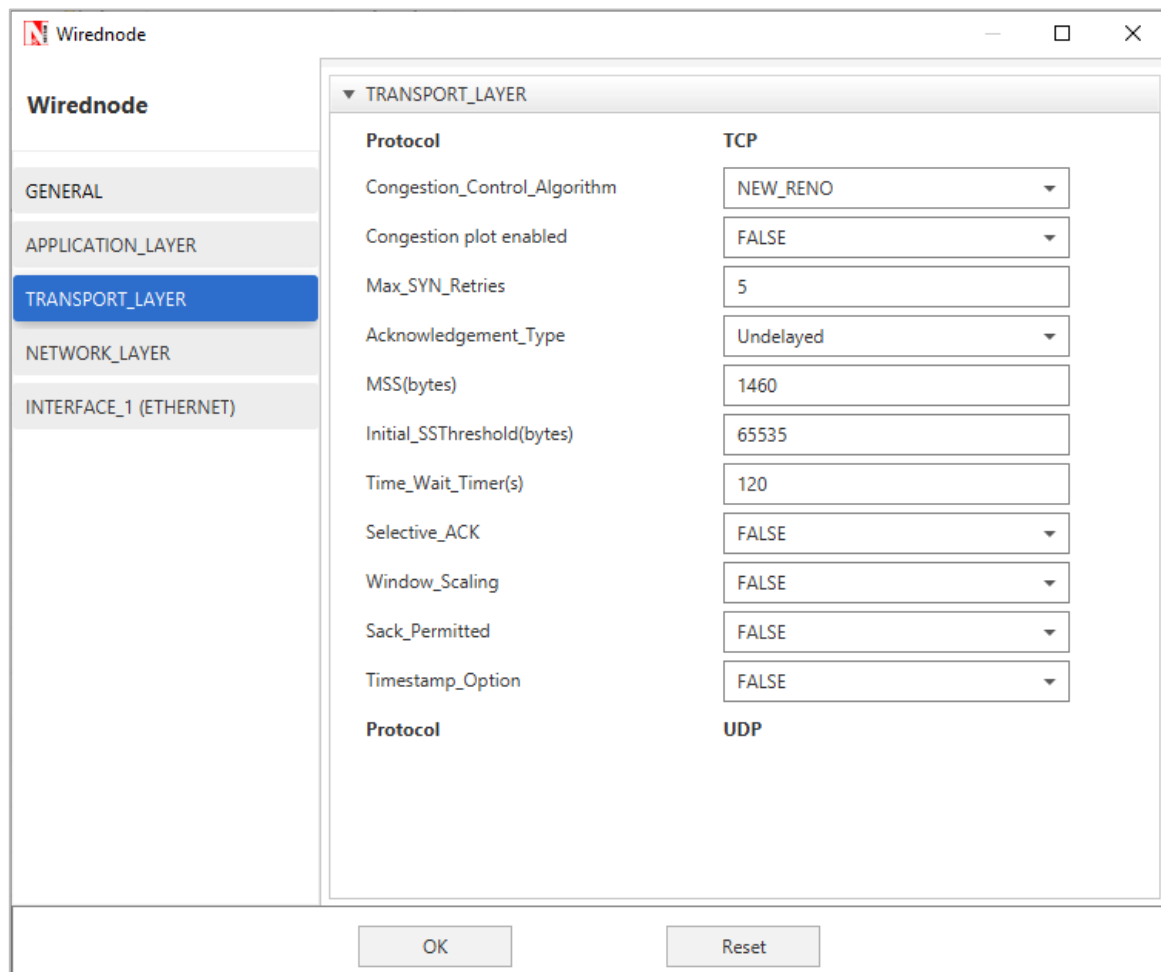 Wirednode
Wirednode
GENERAL
APPLICATION_LAYER
TRANSPORT_LAYER
NETWORK_LAYER
INTERFACE_1 (ETHERNET)
TRANSPORT_LAYER
Protocol TCP
Congestion_Control_Algorithm NEW_RENO
Congestion plot enabled FALSE
Max_SYN_Retries 5
Acknowledgement_Type Undelayed
MSS(bytes) 1460
Initial_SSThreshold(bytes) 65535
Time_Wait_Timer(s) 120
Selective_ACK FALSE
Window_Scaling FALSE
Sack_Permitted FALSE
Timestamp_Option FALSE
Protocol UDP
OK Reset